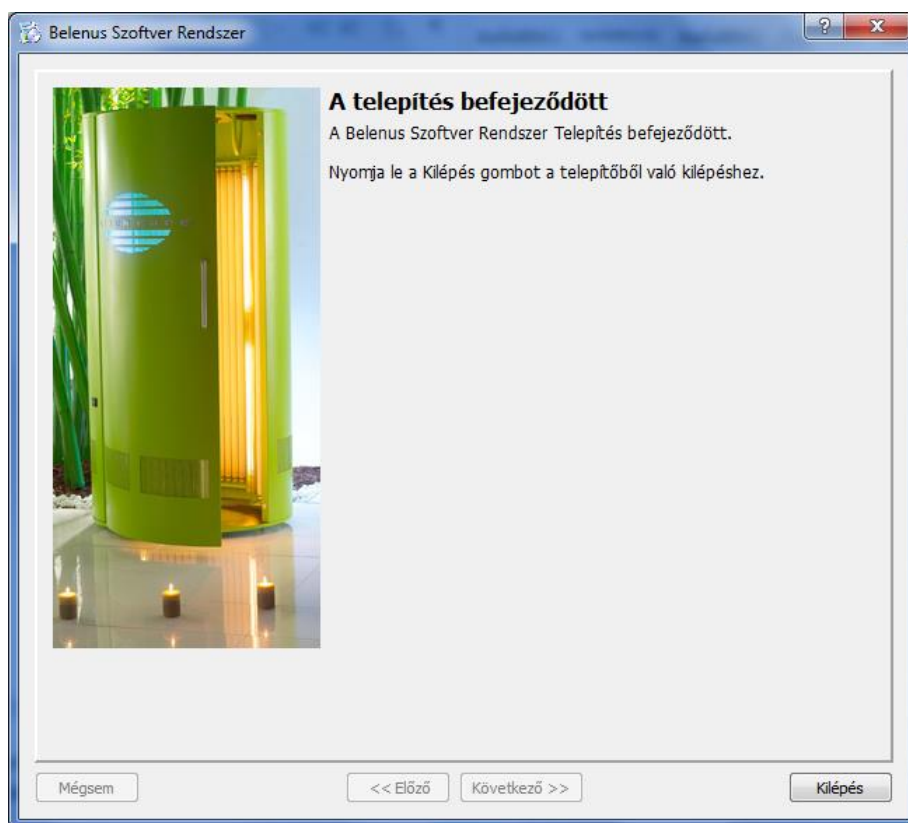 Belenus Szoftver Rendszer
A telepítés befejeződött
A Belenus Szoftver Rendszer Telepítés befejeződött.
Nyomja le a Kilépés gombot a telepítőből való kilépéshez.
Mégsem
<< Előző
Következő >>
Kilépés